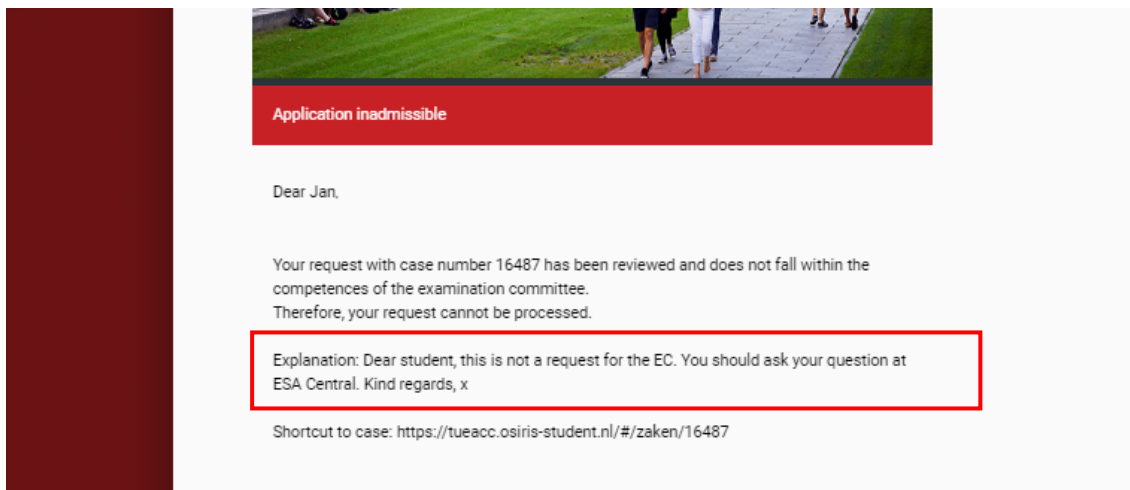 Application inadmissible
Dear Jan,
Your request with case number 16487 has been reviewed and does not fall within the
competences of the examination committee.
Therefore, your request cannot be processed.
Explanation: Dear student, this is not a request for the EC. You should ask your question at
ESA Central. Kind regards, x
Shortcut to case: https://tueacc.osiris-student.nl/#/zaken/16487